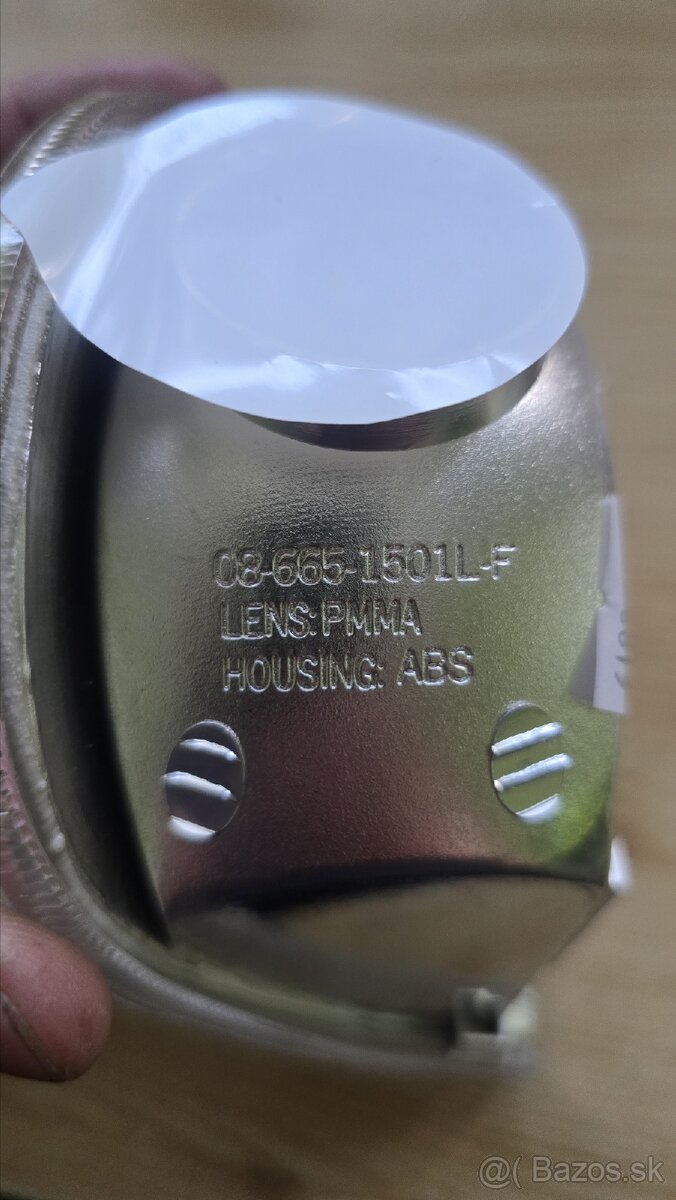 08-665-1501L-F
LENS: PMMA
HOUSING: ABS
@( Bazos.sk